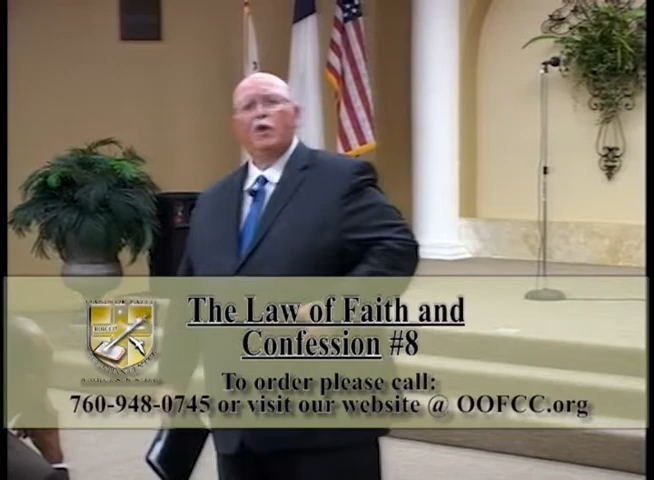 The Law of Faith and
Confession #8
To order please call:
760-948-0745 or visit our website @ OOFCC.org